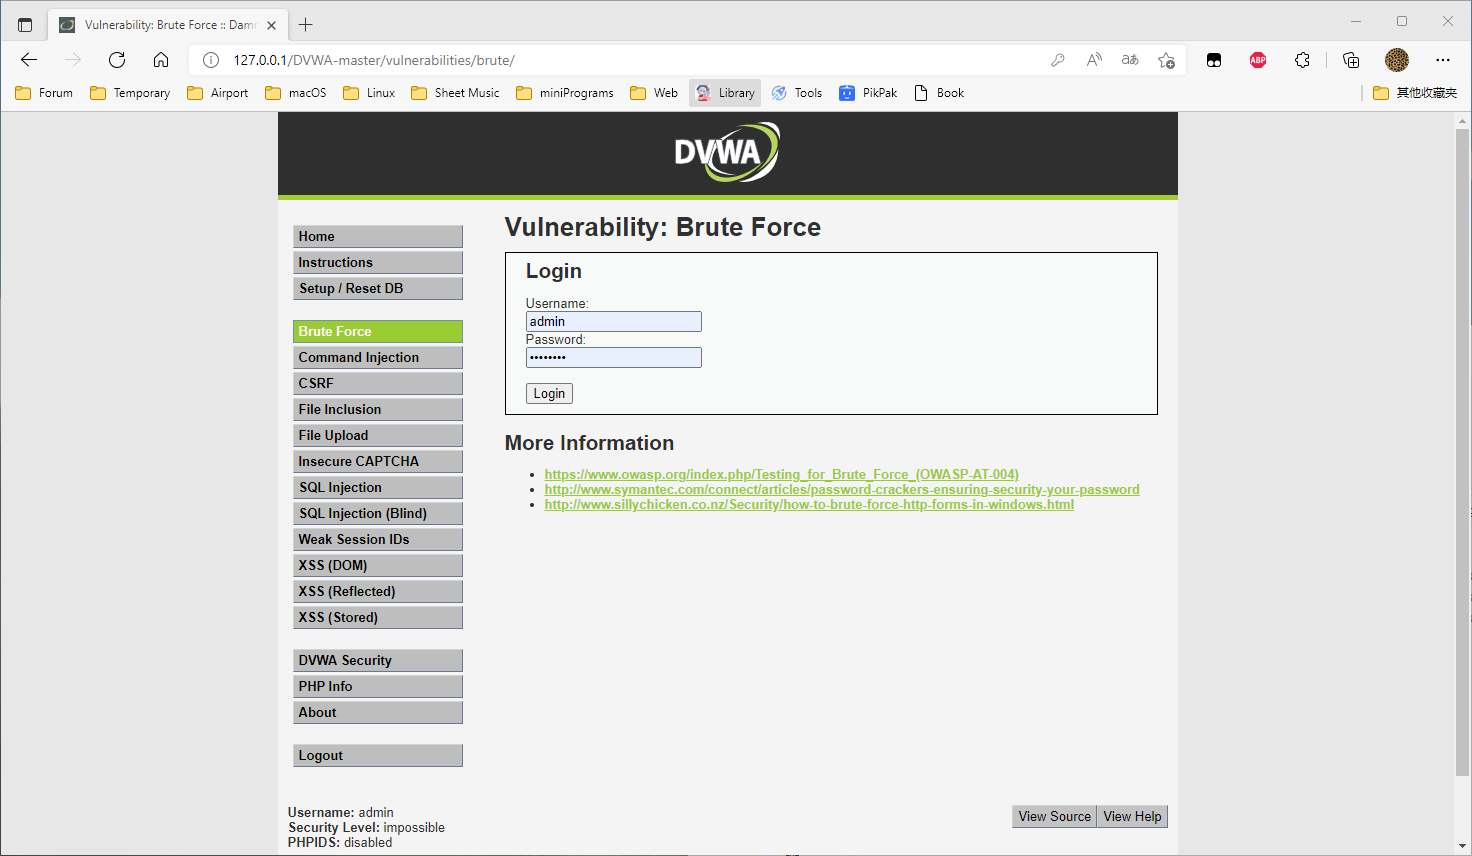 Vulnerability: Brute Force :: Damn
127.0.0.1/DVWA-master/vulnerabilities/brute/
aあ
ABP
Forum Temporary Airport macOS Linux Sheet Music miniPrograms Web Library Tools PikPak Book 其他收藏夹
DVWA
Home
Instructions
Setup / Reset DB
Brute Force
Command Injection
CSRF
File Inclusion
File Upload
Insecure CAPTCHA
SQL Injection
SQL Injection (Blind)
Weak Session IDs
XSS (DOM)
XSS (Reflected)
XSS (Stored)
DVWA Security
PHP Info
About
Logout
Vulnerability: Brute Force
Login
Username:
admin
Password:
••••••••
Login
More Information
• https://www.owasp.org/index.php/Testing_for_Brute_Force_(OWASP-AT-004)
• http://www.symantec.com/connect/articles/password-crackers-ensuring-security-your-password
• http://www.sillychicken.co.nz/Security/how-to-brute-force-http-forms-in-windows.html
Username: admin
Security Level: impossible
PHPIDS: disabled
View Source View Help